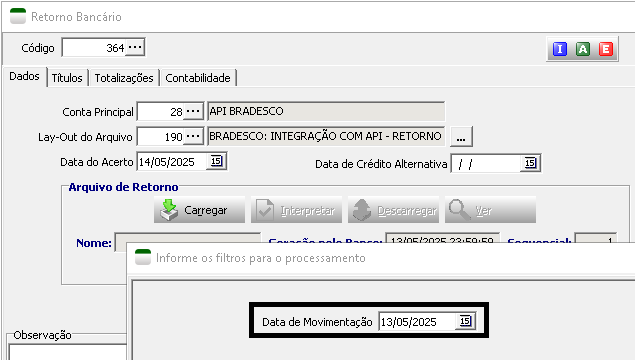 Retorno Bancário
Código 364 ... I A E
Dados Títulos Totalizações Contabilidade
Conta Principal 28 ... API BRADESCO
Lay-Out do Arquivo 190 ... BRADESCO: INTEGRAÇÃO COM API - RETORNO ...
Data do Acerto 14/05/2025 15 Data de Crédito Alternativa / / 15
Arquivo de Retorno
Carregar Interpretar Descarregar Ver
Nome: Geração pelo Banco: 13/05/2025 23:59:59 Sequencial: 1
Informe os filtros para o processamento
Data de Movimentação 13/05/2025 15
Observação